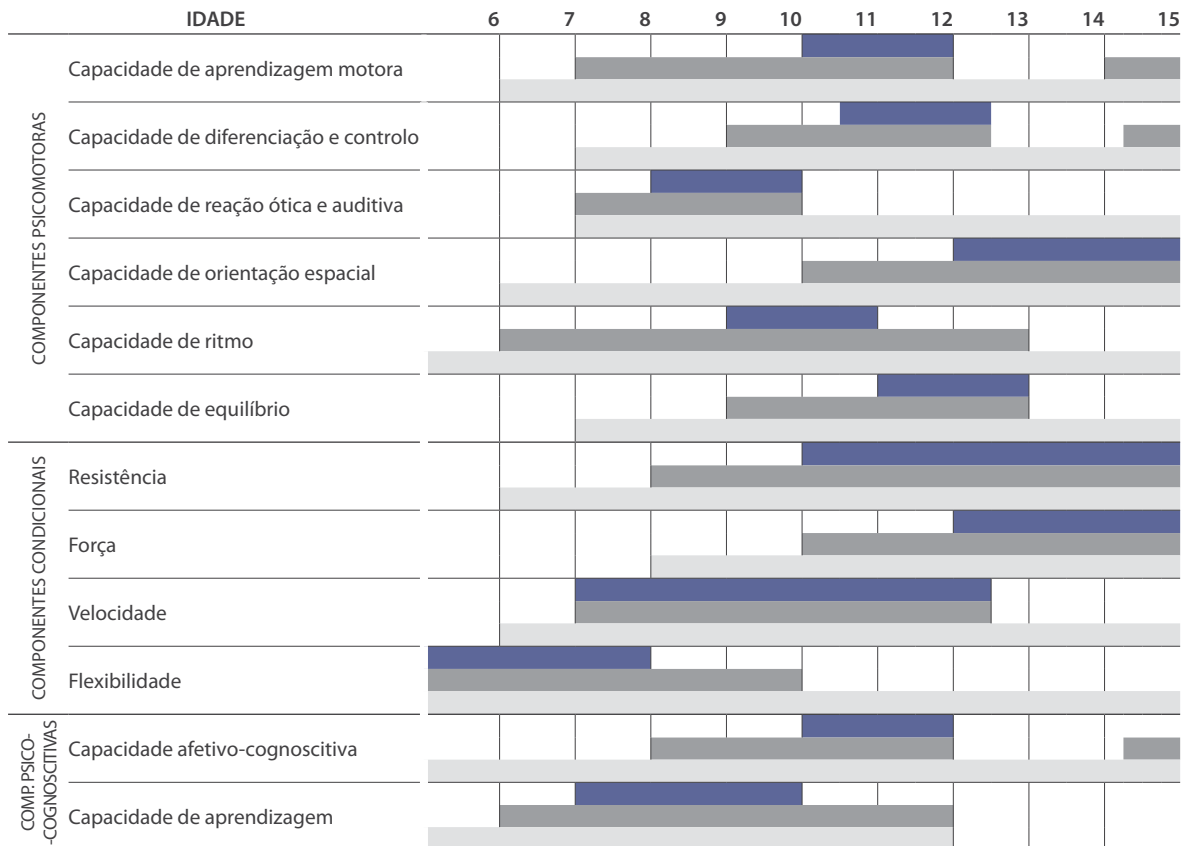 IDADE 6 7 8 9 10 11 12 13 14 15
COMPONENTES PSICOMOTORAS
Capacidade de aprendizagem motora
Capacidade de diferenciação e controlo
Capacidade de reação ótica e auditiva
Capacidade de orientação espacial
Capacidade de ritmo
Capacidade de equilíbrio
COMPONENTES CONDICIONAIS
Resistência
Força
Velocidade
Flexibilidade
COMP. PSICO-
-COGNOSCITIVAS
Capacidade afetivo-cognoscitiva
Capacidade de aprendizagem